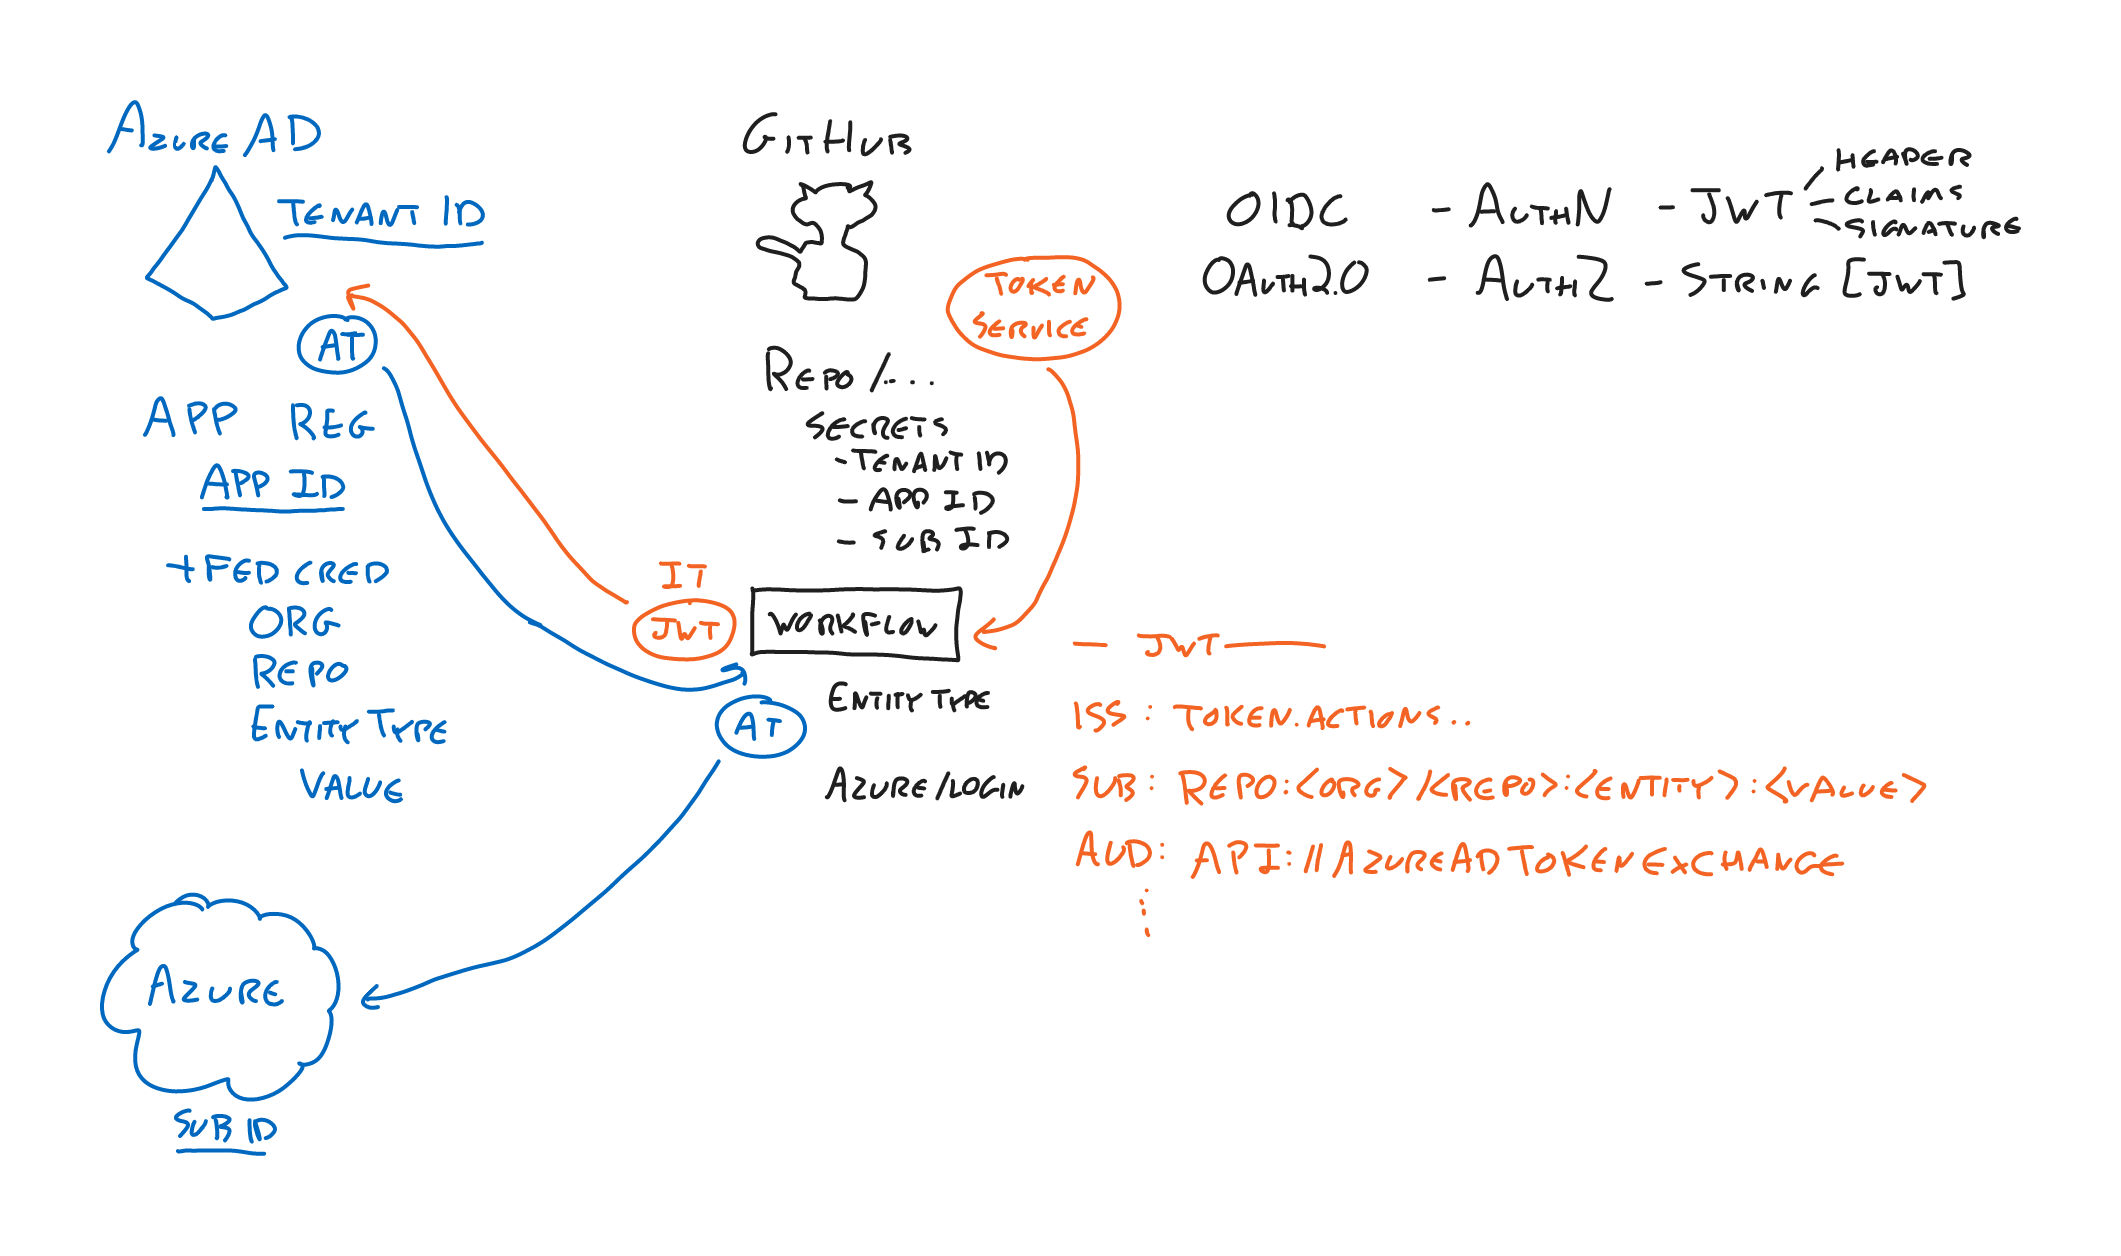 AZURE AD
TENANT ID
AT
APP REG
APP ID
+FED CRED
ORG
REPO
ENTITY TYPE
VALUE
AZURE
SUB ID
GITHUB
REPO/....
SECRETS
-TENANT ID
- APP ID
- SUB ID
IT
JWT
WORKFLOW
ENTITY TYPE
AT
AZURE/LOGIN
TOKEN
SERVICE
OIDC - AUTHN - JWT
HEADER
CLAIMS
SIGNATURE
OAUTH2.0 - AUTHZ - STRING [JWT]
— JWT —
ISS: TOKEN.ACTIONS..
SUB: REPO:<ORG>/<REPO>:<ENTITY>:<VALUE>
AUD: API://AZUREADTOKENEXCHANGE